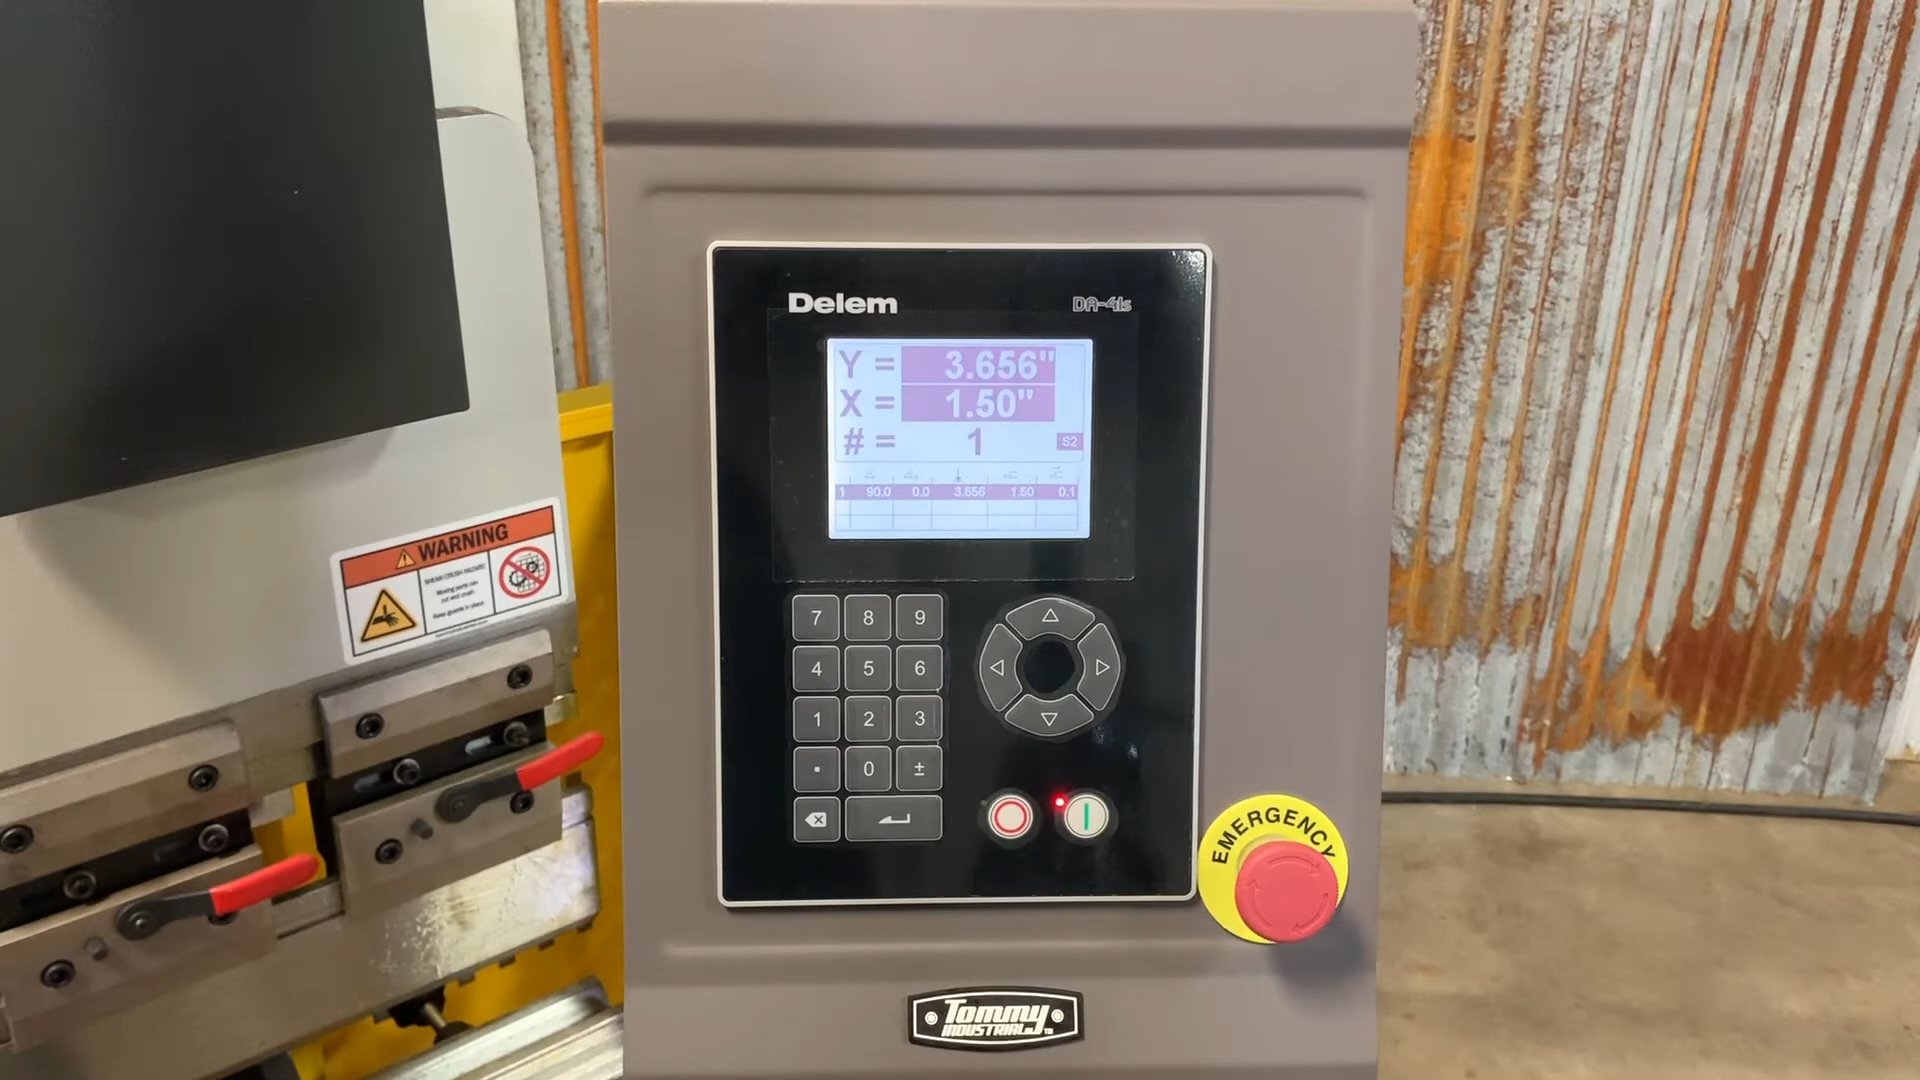 Delem
DA-41s
Y = 3.656"
X = 1.50"
# = 1
S2
1 90.0 0.0 3.656 1.50 0.1
7 8 9
4 5 6
1 2 3
. 0 ±
EMERGENCY
Tommy
INDUSTRIAL
WARNING
SHEAR CRUSH HAZARD!
Moving parts can
cut and crush.
Keep guards in place.